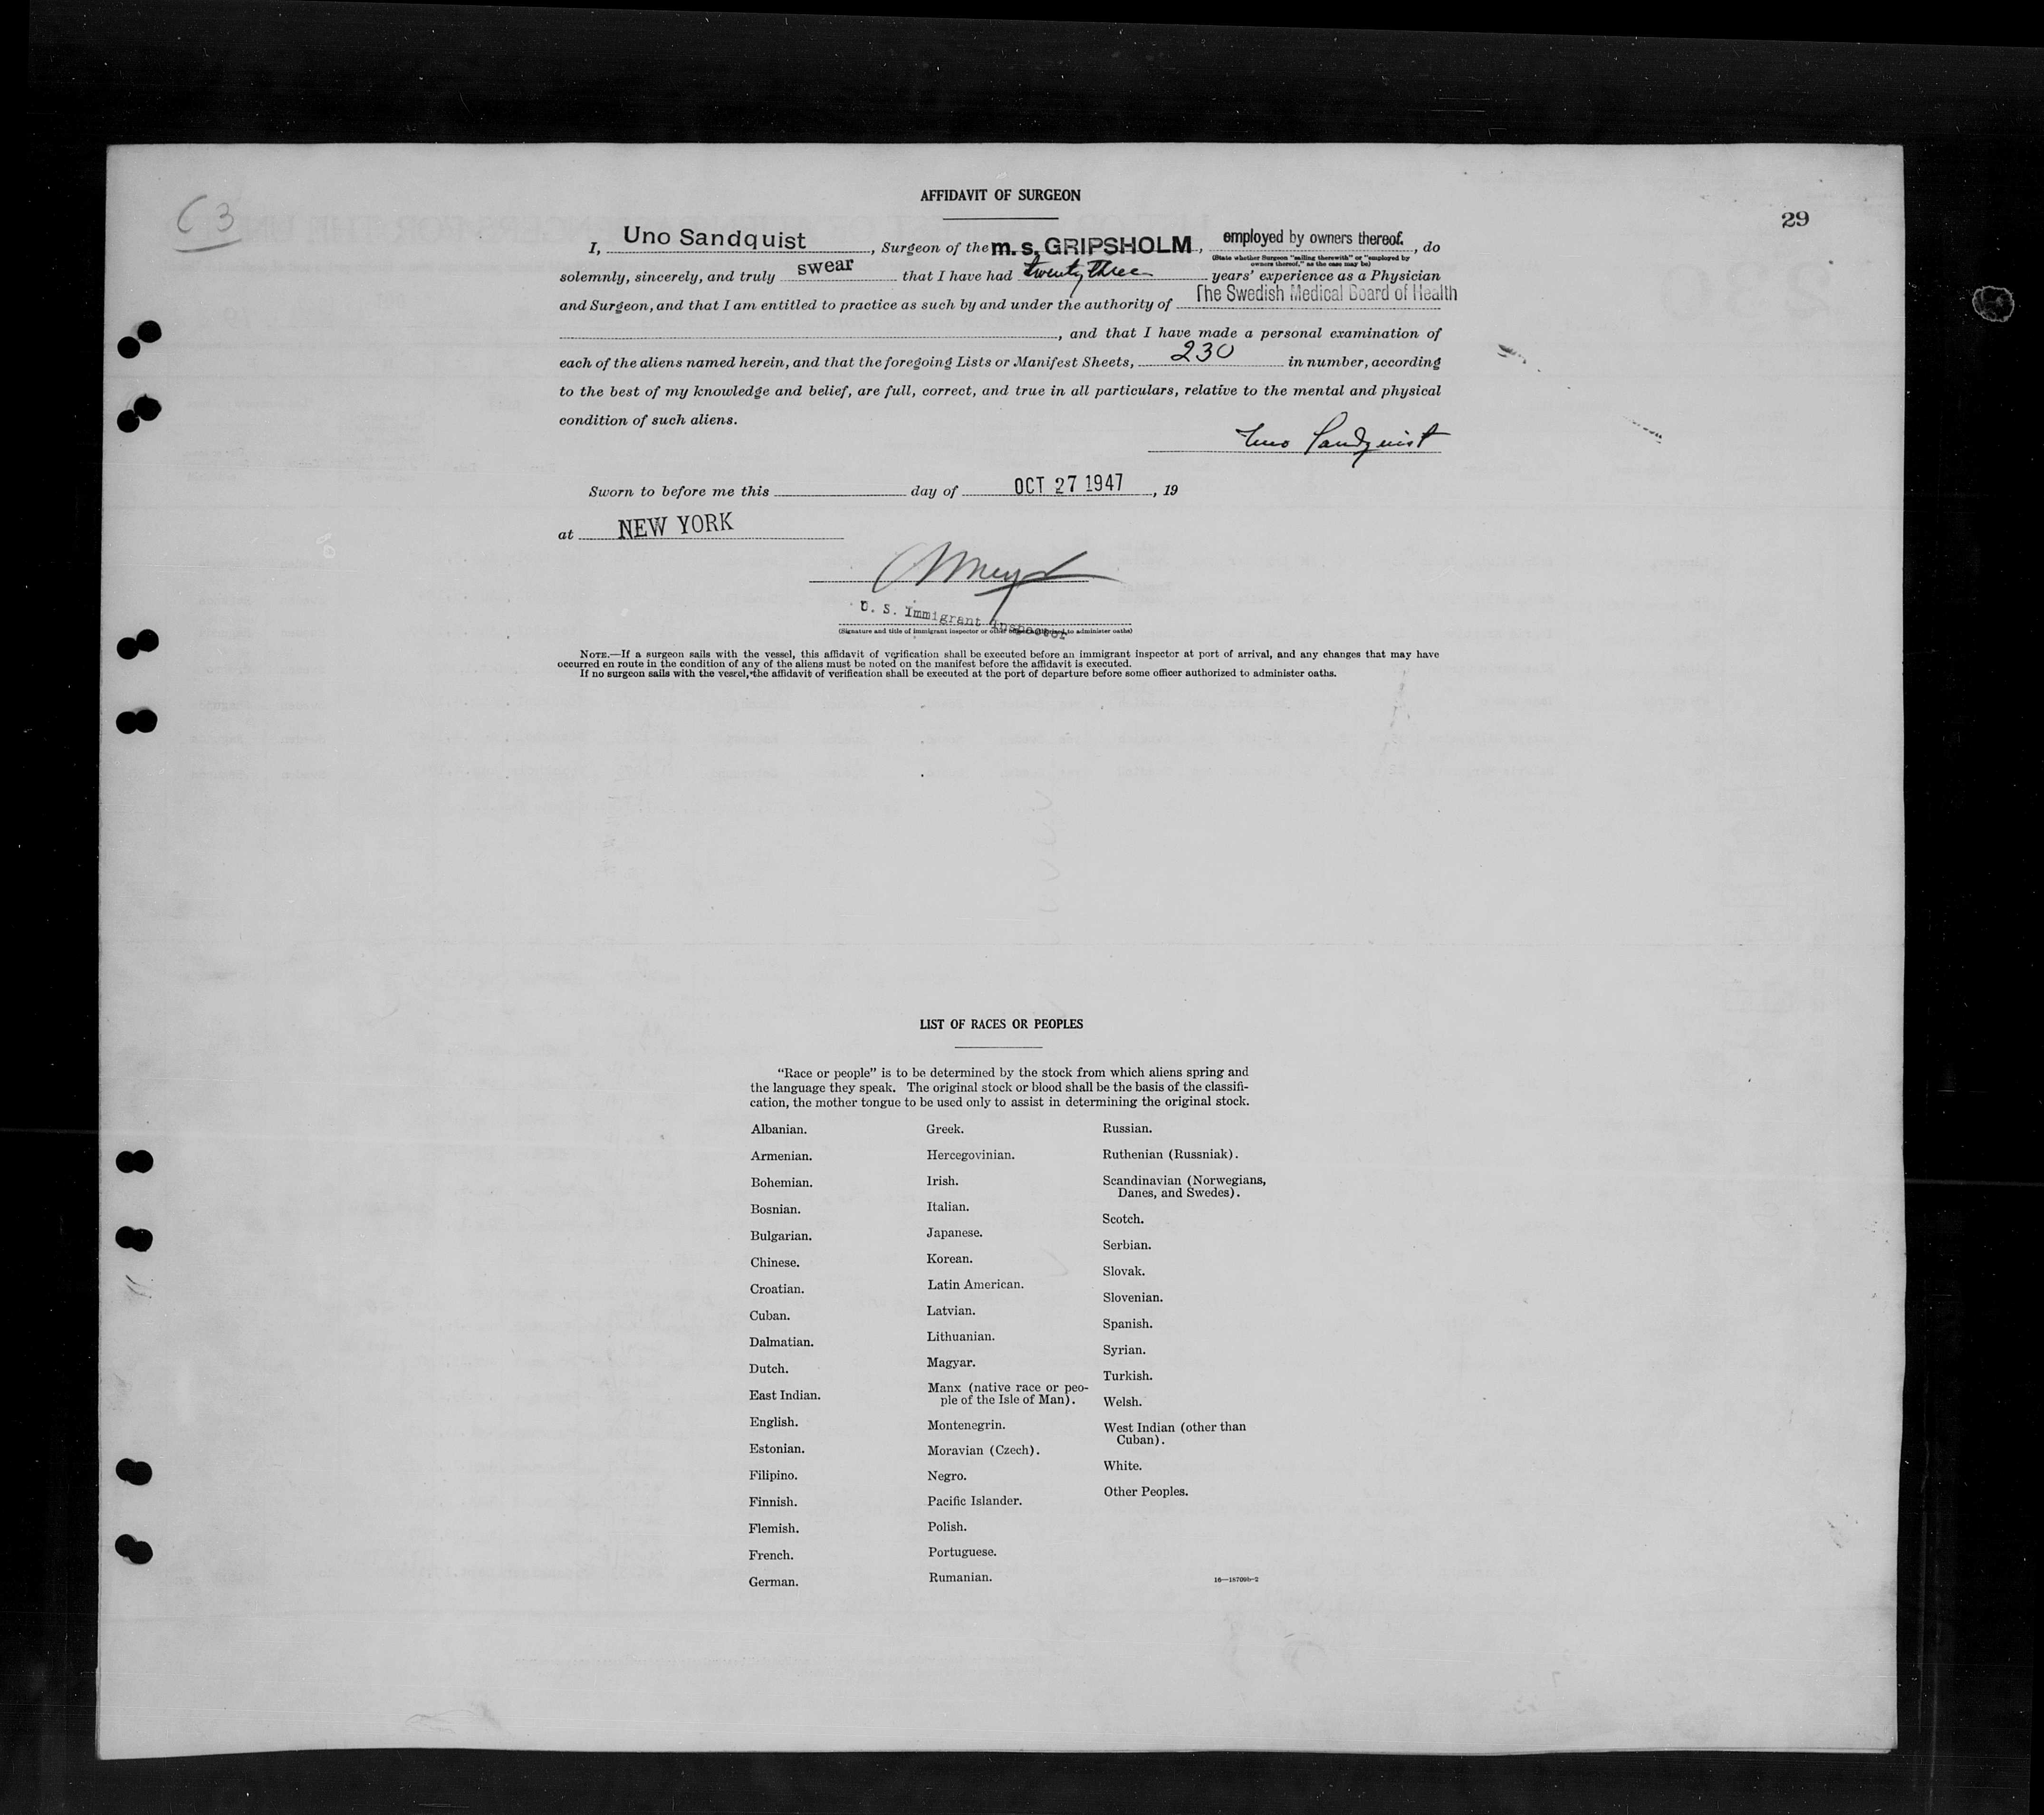 C3
29
AFFIDAVIT OF SURGEON
I, Uno Sandquist, Surgeon of the m. s. GRIPSHOLM, employed by owners thereof., do
(State whether Surgeon "sailing therewith" or "employed by
owners thereof," as the case may be)
solemnly, sincerely, and truly swear that I have had twenty three years' experience as a Physician
and Surgeon, and that I am entitled to practice as such by and under the authority of The Swedish Medical Board of Health
, and that I have made a personal examination of
each of the aliens named herein, and that the foregoing Lists or Manifest Sheets, 230 in number, according
to the best of my knowledge and belief, are full, correct, and true in all particulars, relative to the mental and physical
condition of such aliens.
Uno Sandquist
Sworn to before me this day of OCT 27 1947, 19
at NEW YORK
U. S. Immigrant Inspector
(Signature and title of immigrant inspector or other officer authorized to administer oaths)
NOTE.—If a surgeon sails with the vessel, this affidavit of verification shall be executed before an immigrant inspector at port of arrival, and any changes that may have
occurred en route in the condition of any of the aliens must be noted on the manifest before the affidavit is executed.
If no surgeon sails with the vessel, the affidavit of verification shall be executed at the port of departure before some officer authorized to administer oaths.
LIST OF RACES OR PEOPLES
"Race or people" is to be determined by the stock from which aliens spring and
the language they speak. The original stock or blood shall be the basis of the classifi-
cation, the mother tongue to be used only to assist in determining the original stock.
Albanian.
Armenian.
Bohemian.
Bosnian.
Bulgarian.
Chinese.
Croatian.
Cuban.
Dalmatian.
Dutch.
East Indian.
English.
Estonian.
Filipino.
Finnish.
Flemish.
French.
German.
Greek.
Hercegovinian.
Irish.
Italian.
Japanese.
Korean.
Latin American.
Latvian.
Lithuanian.
Magyar.
Manx (native race or peo-
ple of the Isle of Man).
Montenegrin.
Moravian (Czech).
Negro.
Pacific Islander.
Polish.
Portuguese.
Rumanian.
Russian.
Ruthenian (Russniak).
Scandinavian (Norwegians,
Danes, and Swedes).
Scotch.
Serbian.
Slovak.
Slovenian.
Spanish.
Syrian.
Turkish.
Welsh.
West Indian (other than
Cuban).
White.
Other Peoples.